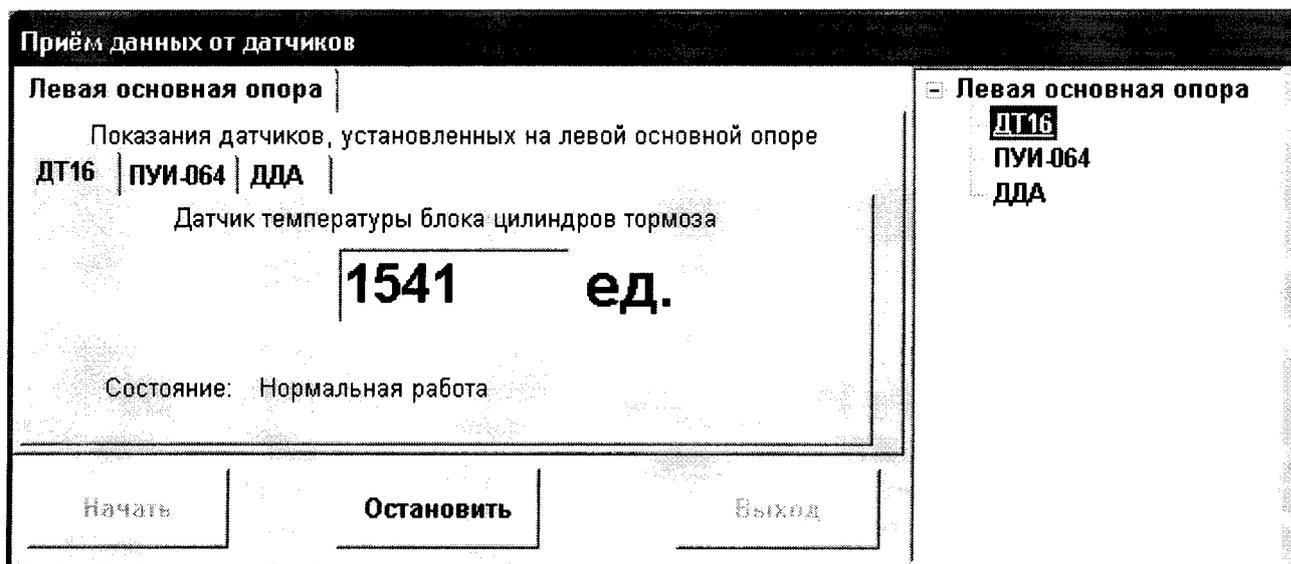 Приём данных от датчиков
Левая основная опора
Показания датчиков, установленных на левой основной опоре
ДТ16 ПУИ-064 ДДА
Датчик температуры блока цилиндров тормоза
1541 ед.
Состояние: Нормальная работа
Начать Остановить Выход
Левая основная опора
ДТ16
ПУИ-064
ДДА